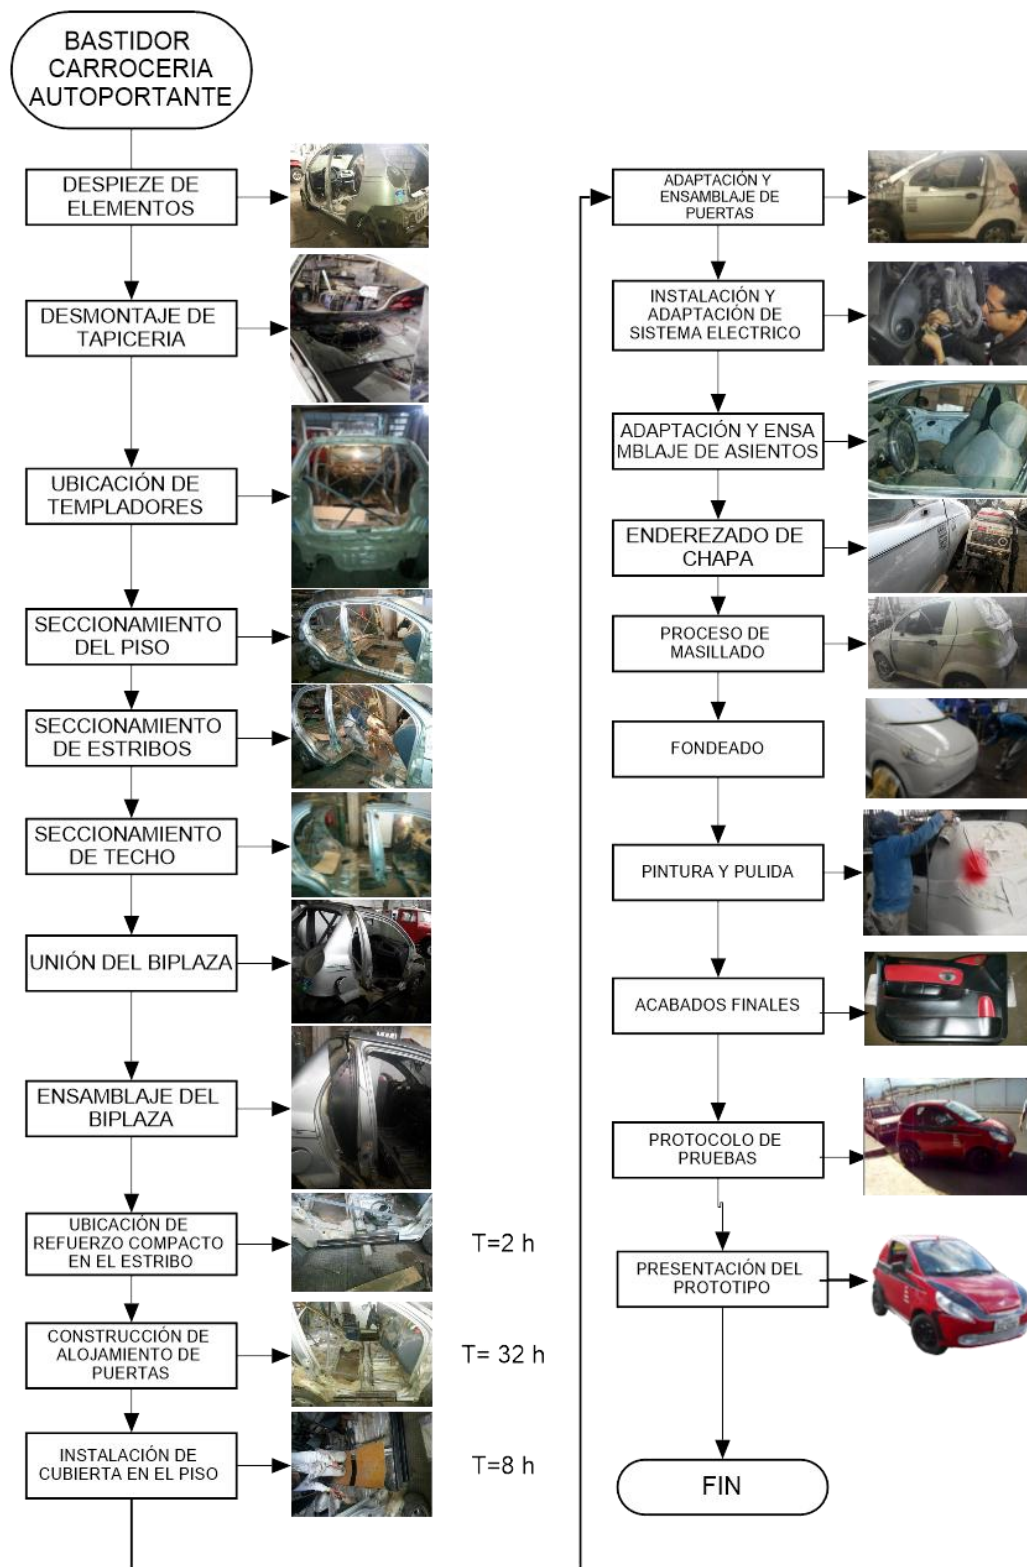 BASTIDOR
CARROCERIA
AUTOPORTANTE
DESPIEZE DE
ELEMENTOS
DESMONTAJE DE
TAPICERIA
UBICACIÓN DE
TEMPLADORES
SECCIONAMIENTO
DEL PISO
SECCIONAMIENTO
DE ESTRIBOS
SECCIONAMIENTO
DE TECHO
UNIÓN DEL BIPLAZA
ENSAMBLAJE DEL
BIPLAZA
UBICACIÓN DE
REFUERZO COMPACTO
EN EL ESTRIBO
T=2 h
CONSTRUCCIÓN DE
ALOJAMIENTO DE
PUERTAS
T= 32 h
INSTALACIÓN DE
CUBIERTA EN EL PISO
T=8 h
ADAPTACIÓN Y
ENSAMBLAJE DE
PUERTAS
INSTALACIÓN Y
ADAPTACIÓN DE
SISTEMA ELECTRICO
ADAPTACIÓN Y ENSA
MBLAJE DE ASIENTOS
ENDEREZADO DE
CHAPA
PROCESO DE
MASILLADO
FONDEADO
PINTURA Y PULIDA
ACABADOS FINALES
PROTOCOLO DE
PRUEBAS
PRESENTACIÓN DEL
PROTOTIPO
FIN